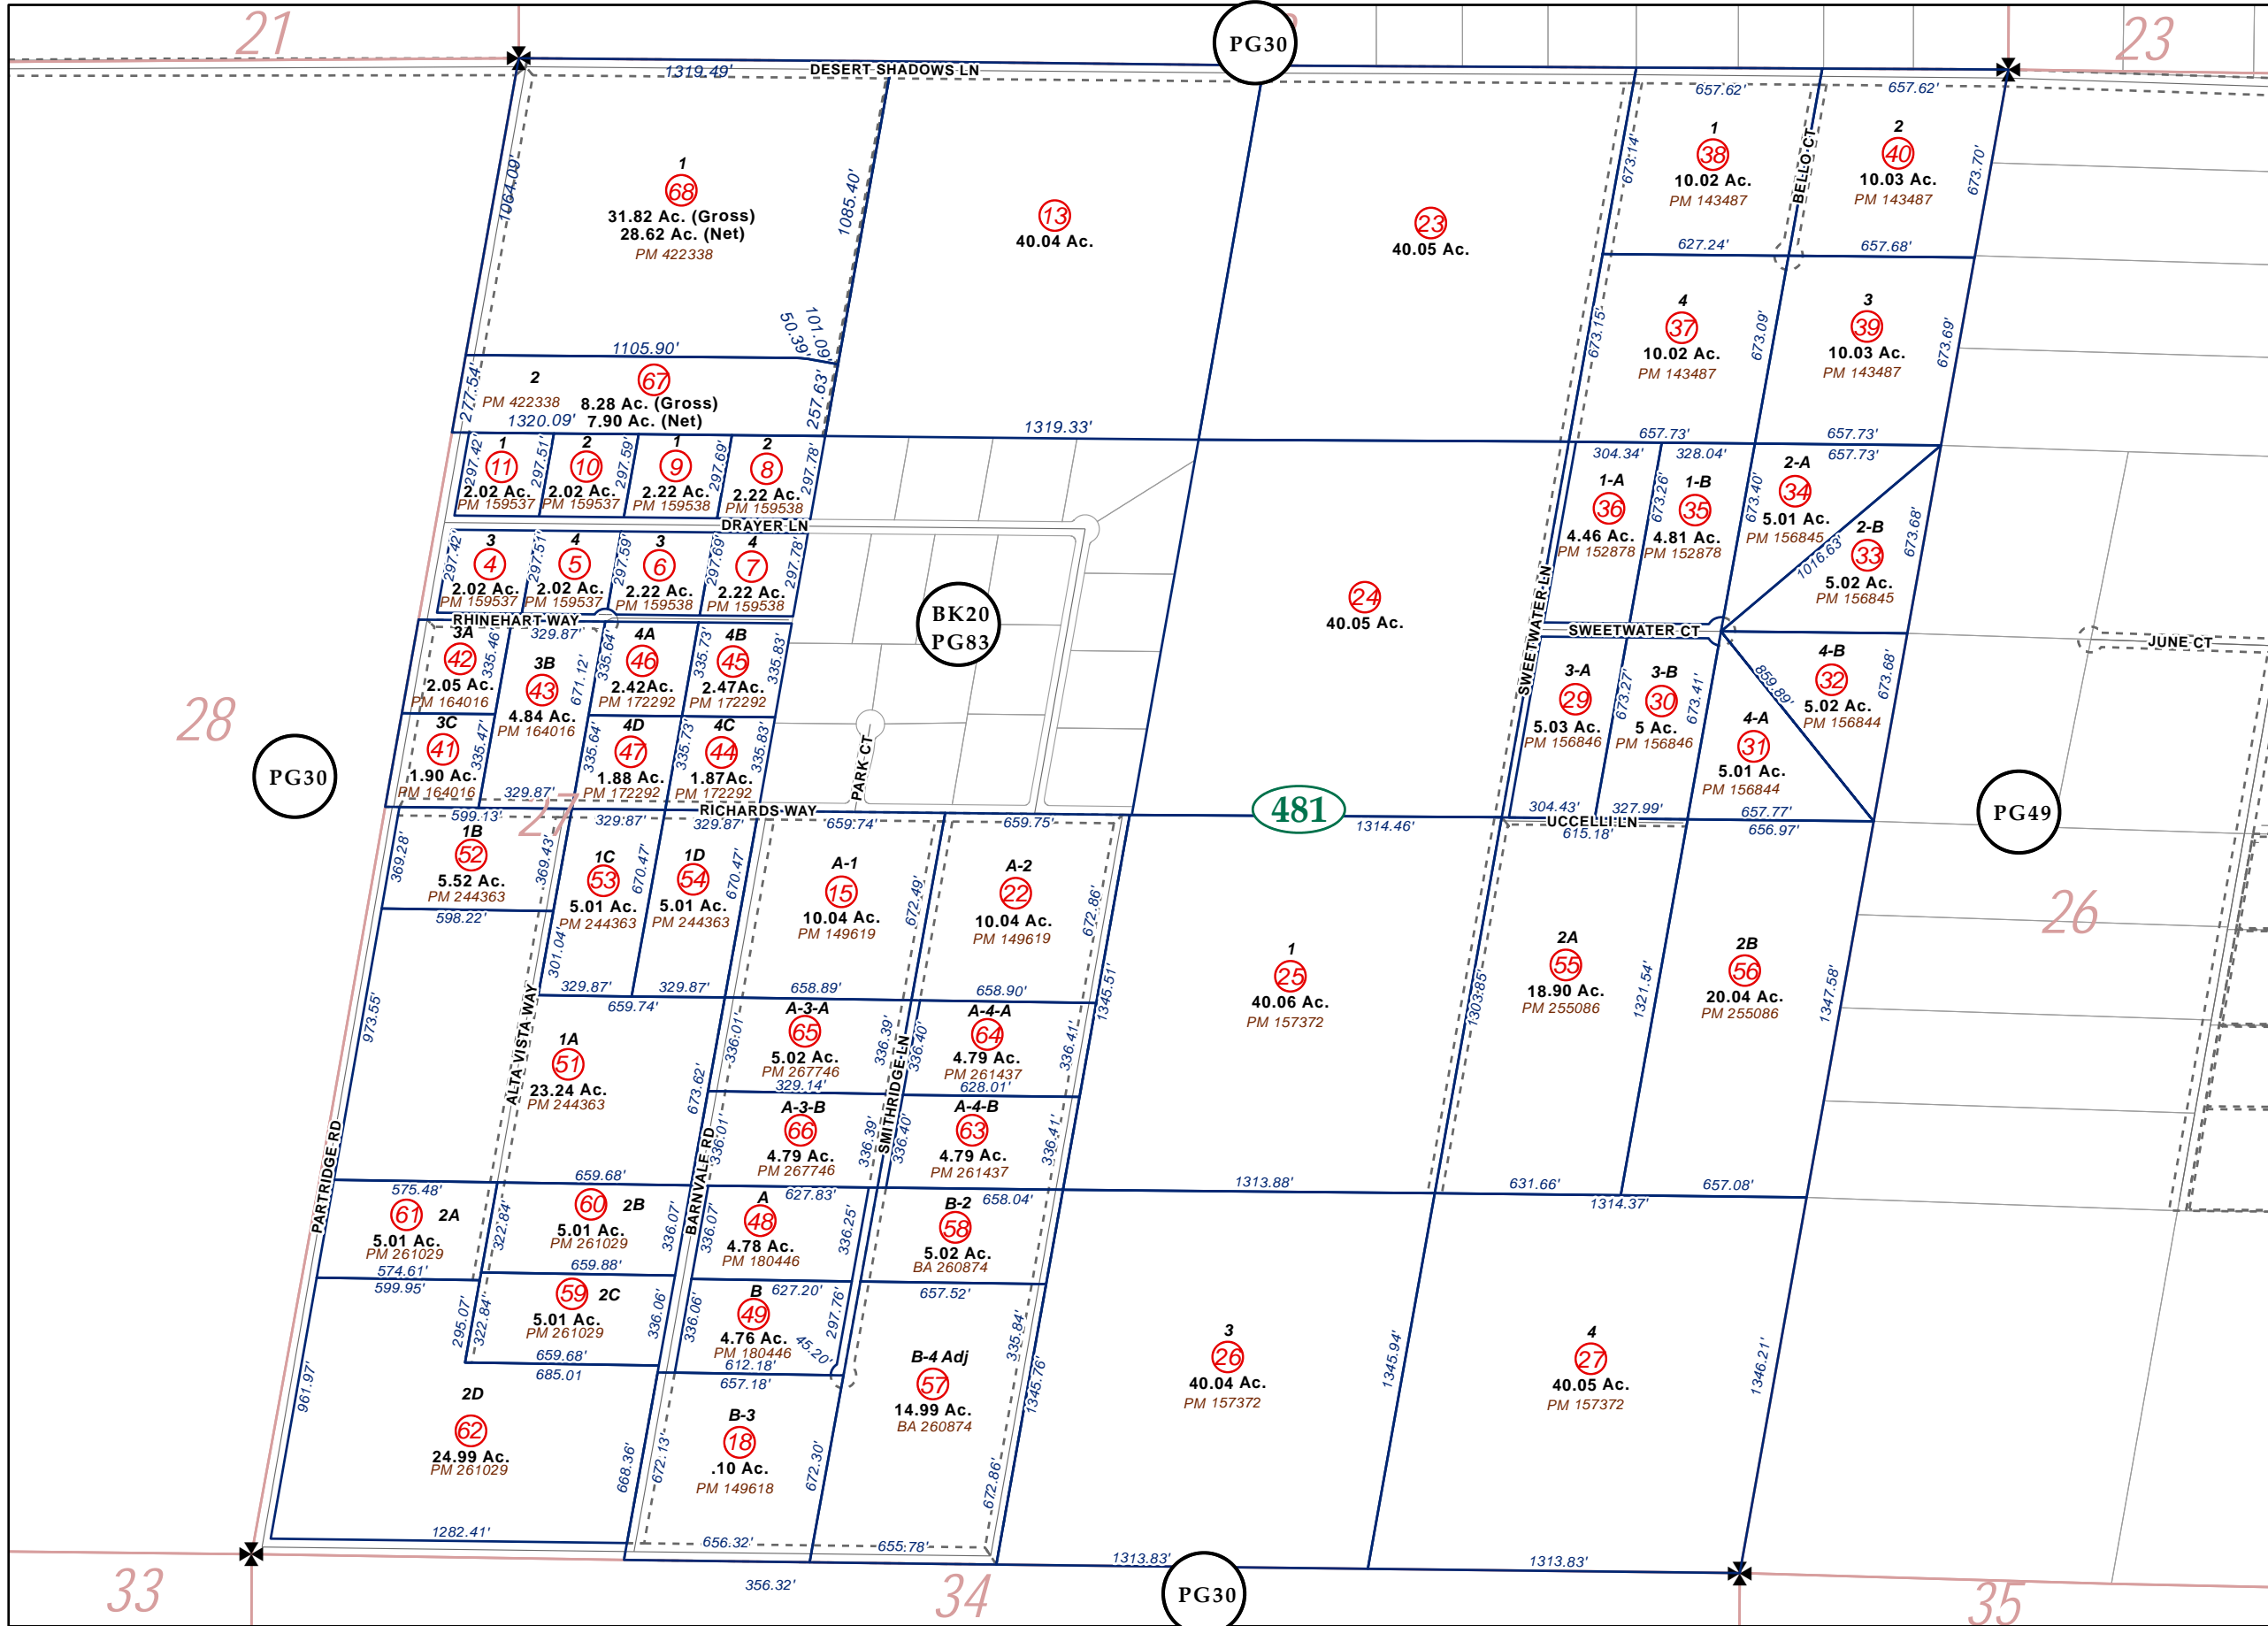 21
22
23
PG30
1319.49'
DESERT SHADOWS LN
657.62'
657.62'
1064.09'
1
68
31.82 Ac. (Gross)
28.62 Ac. (Net)
PM 422338
1085.40'
13
40.04 Ac.
23
40.05 Ac.
673.14'
1
38
10.02 Ac.
PM 143487
BELLO CT
2
40
10.03 Ac.
PM 143487
673.70'
627.24'
657.68'
101.09'
50.39'
673.15'
4
37
10.02 Ac.
PM 143487
673.09'
3
39
10.03 Ac.
PM 143487
673.69'
1105.90'
277.54'
2
67
PM 422338
8.28 Ac. (Gross)
7.90 Ac. (Net)
257.63'
1320.09'
1319.33'
657.73'
657.73'
297.42'
1
11
2.02 Ac.
PM 159537
297.51'
2
10
2.02 Ac.
PM 159537
297.59'
1
9
2.22 Ac.
PM 159538
297.69'
2
8
2.22 Ac.
PM 159538
297.78'
304.34'
328.04'
657.73'
1-A
36
4.46 Ac.
PM 152878
673.26'
1-B
35
4.81 Ac.
PM 152878
673.40'
2-A
34
5.01 Ac.
PM 156845
1016.63'
2-B
33
5.02 Ac.
PM 156845
673.68'
DRAYER LN
297.42'
3
4
2.02 Ac.
PM 159537
297.51'
4
5
2.02 Ac.
PM 159537
297.59'
3
6
2.22 Ac.
PM 159538
297.69'
4
7
2.22 Ac.
PM 159538
297.78'
BK20
PG83
24
40.05 Ac.
SWEETWATER LN
SWEETWATER CT
JUNE CT
RHINEHART WAY
3A
42
2.05 Ac.
PM 164016
335.46'
329.87'
3B
43
4.84 Ac.
PM 164016
671.12'
335.64'
4A
46
2.42Ac.
PM 172292
335.73'
4B
45
2.47Ac.
PM 172292
335.83'
3-A
29
5.03 Ac.
PM 156846
673.27'
3-B
30
5 Ac.
PM 156846
673.41'
859.89'
4-B
32
5.02 Ac.
PM 156844
673.68'
4-A
31
5.01 Ac.
PM 156844
28
PG30
3C
41
1.90 Ac.
PM 164016
335.47'
329.87'
335.64'
4D
47
1.88 Ac.
PM 172292
335.73'
4C
44
1.87Ac.
PM 172292
335.83'
PARK CT
27
RICHARDS WAY
481
304.43'
327.99'
657.77'
PG49
599.13'
329.87'
329.87'
659.74'
659.75'
1314.46'
UCCELLI LN
615.18'
656.97'
369.28'
1B
52
5.52 Ac.
PM 244363
369.43'
1C
53
5.01 Ac.
PM 244363
670.47'
1D
54
5.01 Ac.
PM 244363
670.47'
A-1
15
10.04 Ac.
PM 149619
672.49'
A-2
22
10.04 Ac.
PM 149619
672.86'
26
598.22'
301.04'
1
25
40.06 Ac.
PM 157372
2A
55
18.90 Ac.
PM 255086
2B
56
20.04 Ac.
PM 255086
1303.85'
1321.54'
1347.58'
329.87'
329.87'
659.74'
658.89'
658.90'
1345.51'
973.55'
ALTA VISTA WAY
1A
51
23.24 Ac.
PM 244363
673.62'
336.01'
A-3-A
65
5.02 Ac.
PM 267746
336.39'
336.40'
A-4-A
64
4.79 Ac.
PM 261437
336.41'
329.14'
628.01'
SMITHRIDGE LN
336.01'
A-3-B
66
4.79 Ac.
PM 267746
336.39'
336.40'
A-4-B
63
4.79 Ac.
PM 261437
336.41'
PARTRIDGE RD
BARNVALE RD
659.68'
575.48'
627.83'
658.04'
1313.88'
631.66'
657.08'
1314.37'
61
2A
5.01 Ac.
PM 261029
322.84'
60
2B
5.01 Ac.
PM 261029
336.07'
336.07'
A
48
4.78 Ac.
PM 180446
336.25'
B-2
58
5.02 Ac.
BA 260874
574.61'
599.95'
659.88'
627.20'
657.52'
295.07'
322.84'
59
2C
5.01 Ac.
PM 261029
336.06'
336.06'
B
49
4.76 Ac.
PM 180446
297.76'
45.20'
335.84'
1345.76'
659.68'
685.01
612.18'
657.18'
961.97'
2D
62
24.99 Ac.
PM 261029
668.36'
672.13'
B-3
18
.10 Ac.
PM 149618
672.30'
B-4 Adj
57
14.99 Ac.
BA 260874
672.86'
3
26
40.04 Ac.
PM 157372
1345.94'
4
27
40.05 Ac.
PM 157372
1346.21'
1282.41'
656.32'
655.78'
1313.83'
1313.83'
356.32'
33
34
PG30
35